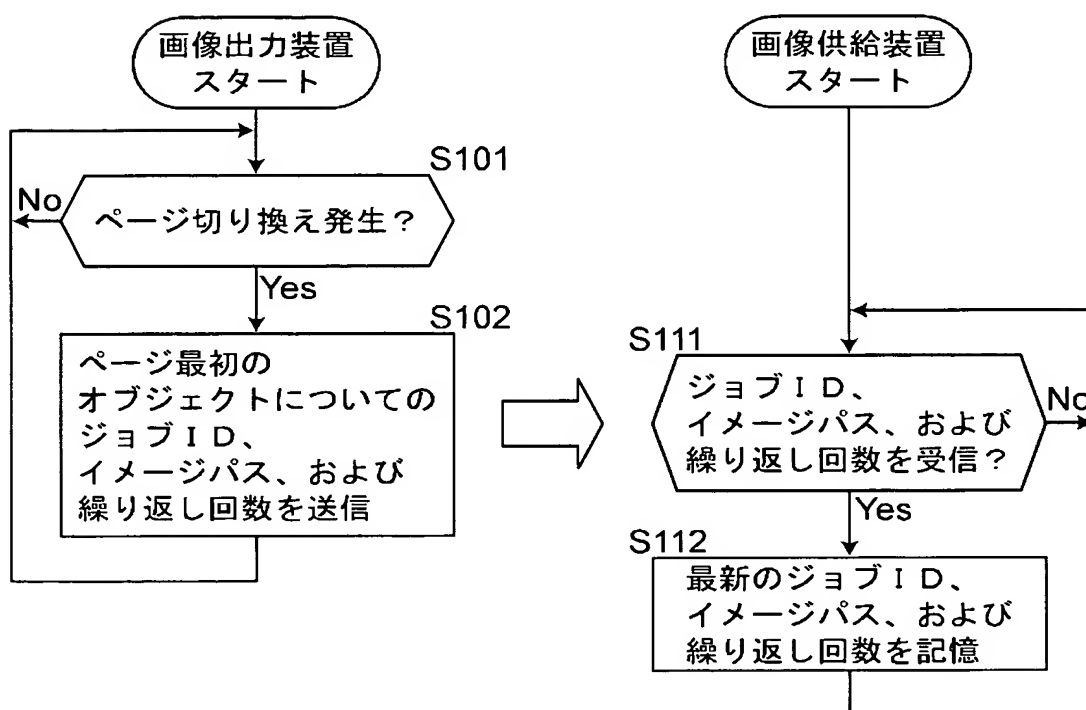 画像出力装置
スタート
S101
ページ切り換え発生？
No
Yes
S102
ページ最初の
オブジェクトについての
ジョブＩＤ、
イメージパス、および
繰り返し回数を送信
画像供給装置
スタート
S111
ジョブＩＤ、
イメージパス、および
繰り返し回数を受信？
No
Yes
S112
最新のジョブＩＤ、
イメージパス、および
繰り返し回数を記憶